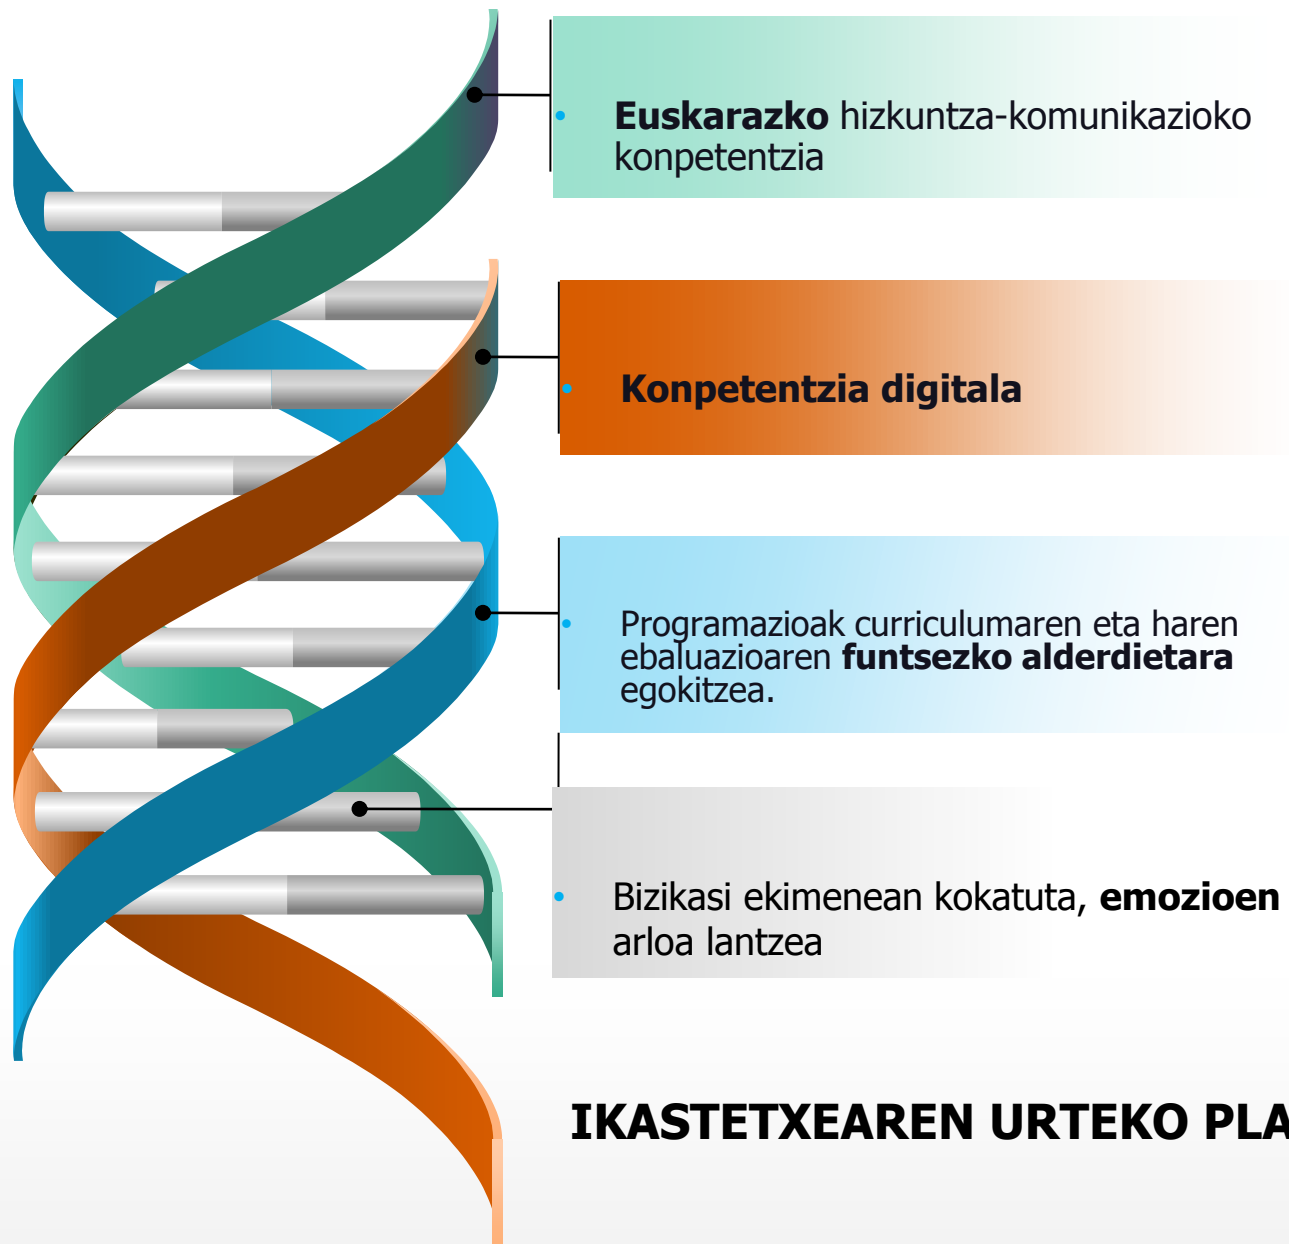 • Euskarazko hizkuntza-komunikazioko
konpetentzia
• Konpetentzia digitala
• Programazioak curriculumaren eta haren
ebaluazioaren funtsezko alderdietara
egokitzea.
• Bizikasi ekimenean kokatuta, emozioen
arloa lantzea
IKASTETXEAREN URTEKO PLA